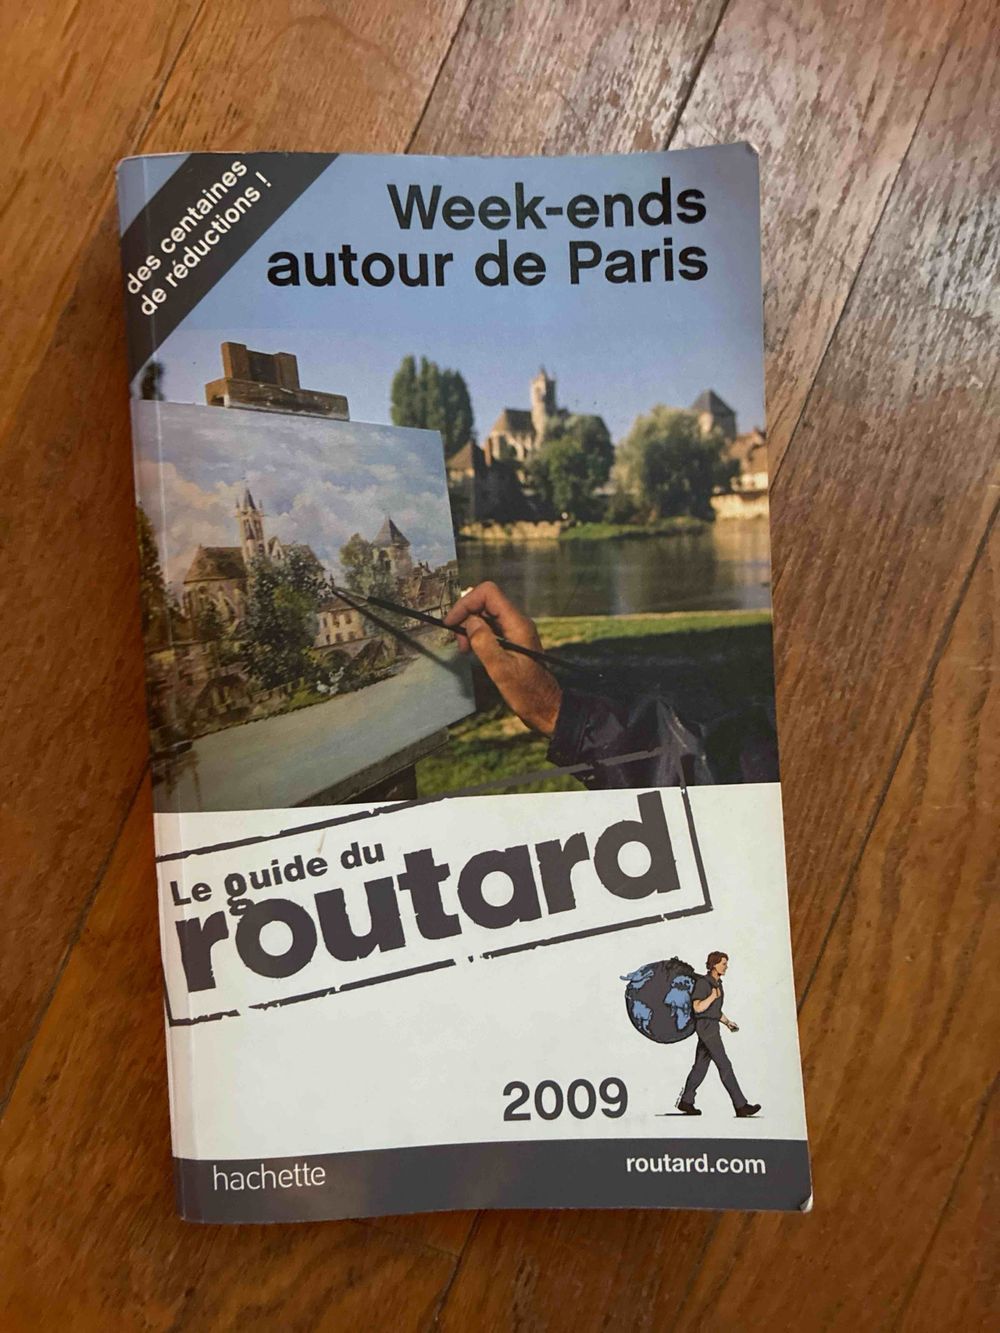 des centaines
de réductions !
Week-ends
autour de Paris
Le guide du
routard
2009
hachette
routard.com